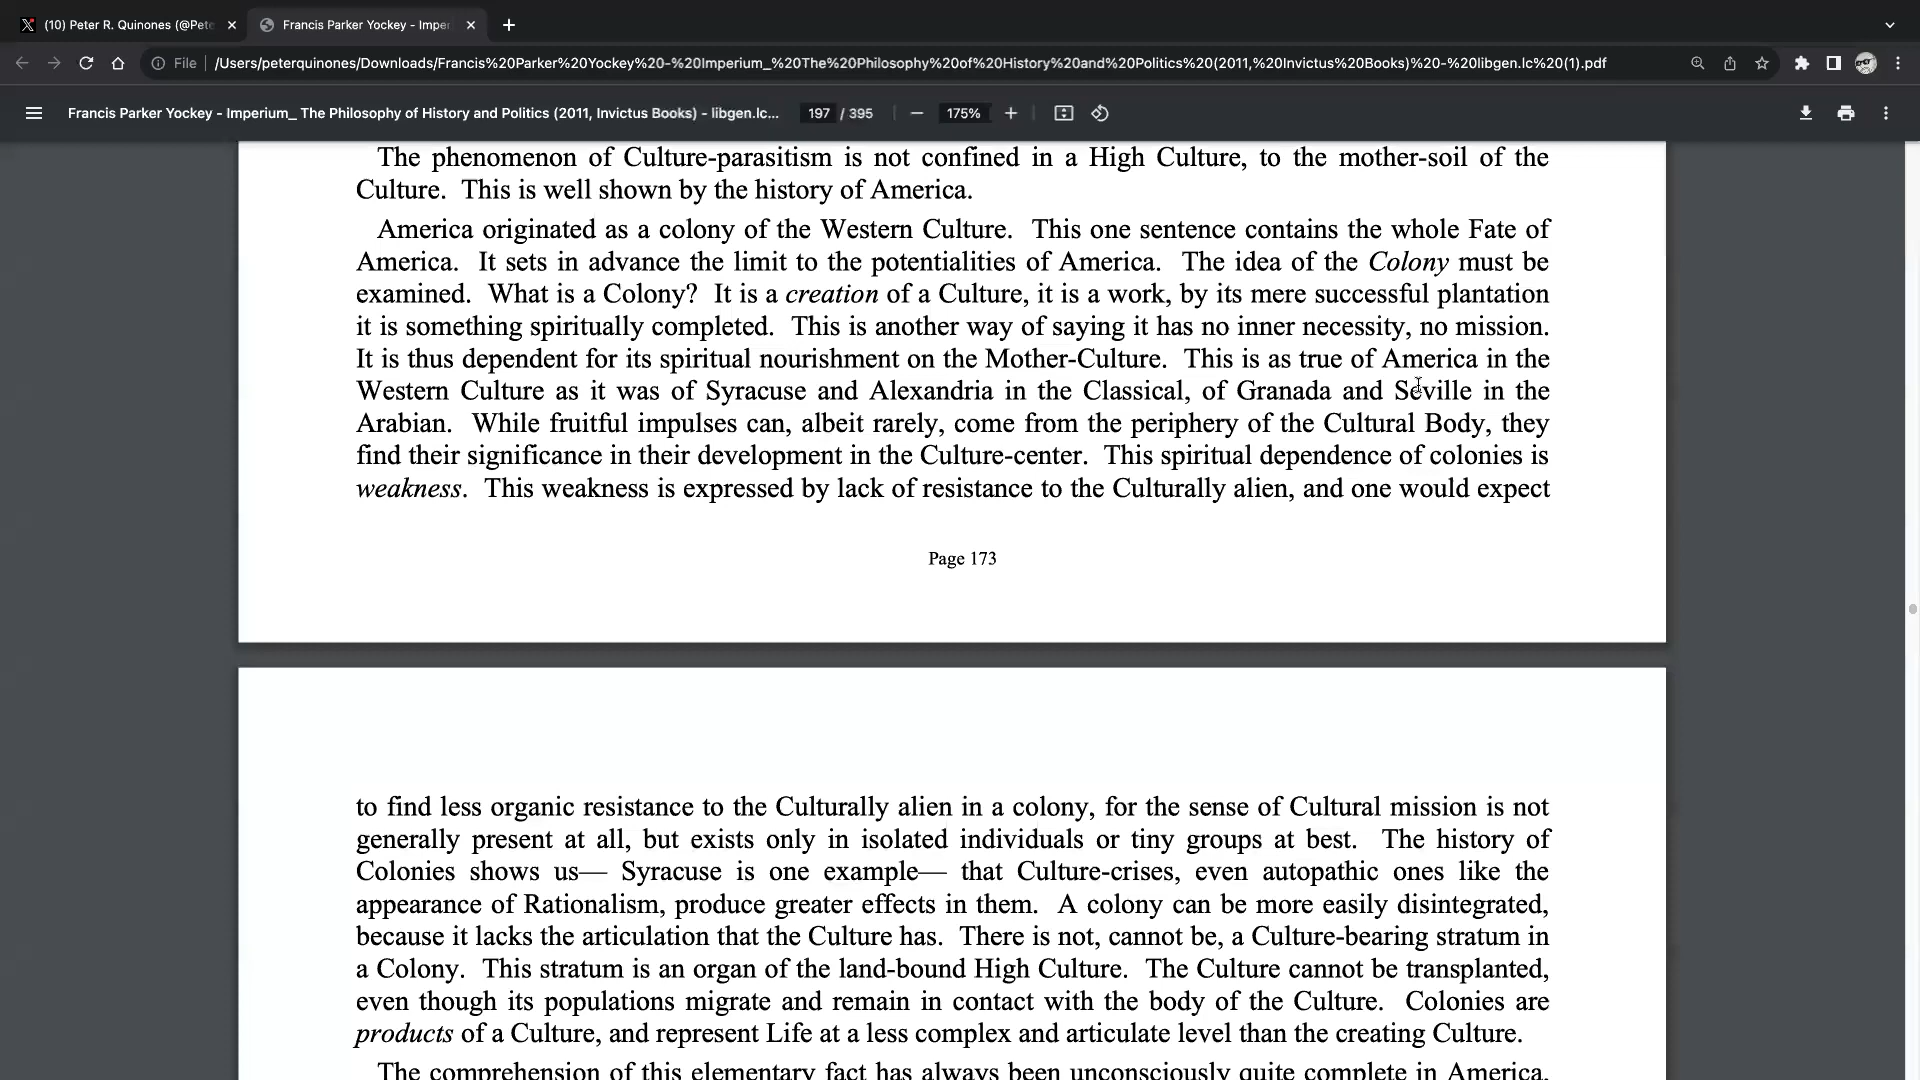 (10) Peter R. Quinones (@Pete
Francis Parker Yockey - Imper
File
/Users/peterquinones/Downloads/Francis%20Parker%20Yockey%20-%20Imperium_%20The%20Philosophy%20of%20History%20and%20Politics%20(2011,%20Invictus%20Books)%20-%20libgen.lc%20(1).pdf
Francis Parker Yockey - Imperium_ The Philosophy of History and Politics (2011, Invictus Books) - libgen.lc...
197 / 395
175%
The phenomenon of Culture-parasitism is not confined in a High Culture, to the mother-soil of the
Culture. This is well shown by the history of America.
America originated as a colony of the Western Culture. This one sentence contains the whole Fate of
America. It sets in advance the limit to the potentialities of America. The idea of the Colony must be
examined. What is a Colony? It is a creation of a Culture, it is a work, by its mere successful plantation
it is something spiritually completed. This is another way of saying it has no inner necessity, no mission.
It is thus dependent for its spiritual nourishment on the Mother-Culture. This is as true of America in the
Western Culture as it was of Syracuse and Alexandria in the Classical, of Granada and Seville in the
Arabian. While fruitful impulses can, albeit rarely, come from the periphery of the Cultural Body, they
find their significance in their development in the Culture-center. This spiritual dependence of colonies is
weakness. This weakness is expressed by lack of resistance to the Culturally alien, and one would expect
Page 173
to find less organic resistance to the Culturally alien in a colony, for the sense of Cultural mission is not
generally present at all, but exists only in isolated individuals or tiny groups at best. The history of
Colonies shows us— Syracuse is one example— that Culture-crises, even autopathic ones like the
appearance of Rationalism, produce greater effects in them. A colony can be more easily disintegrated,
because it lacks the articulation that the Culture has. There is not, cannot be, a Culture-bearing stratum in
a Colony. This stratum is an organ of the land-bound High Culture. The Culture cannot be transplanted,
even though its populations migrate and remain in contact with the body of the Culture. Colonies are
products of a Culture, and represent Life at a less complex and articulate level than the creating Culture.
The comprehension of this elementary fact has always been unconsciously quite complete in America.